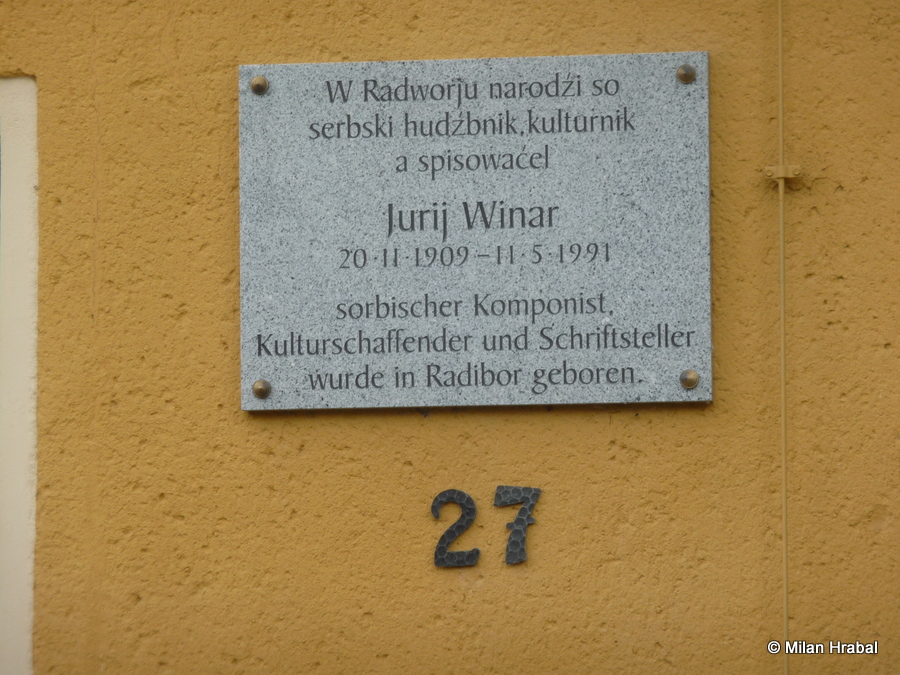 W Radworju narodźi so
serbski hudźbnik, kulturnik
a spisowaćel
Jurij Winar
20·11·1909 – 11·5·1991
sorbischer Komponist,
Kulturschaffender und Schriftsteller
wurde in Radibor geboren.
27
© Milan Hrabal